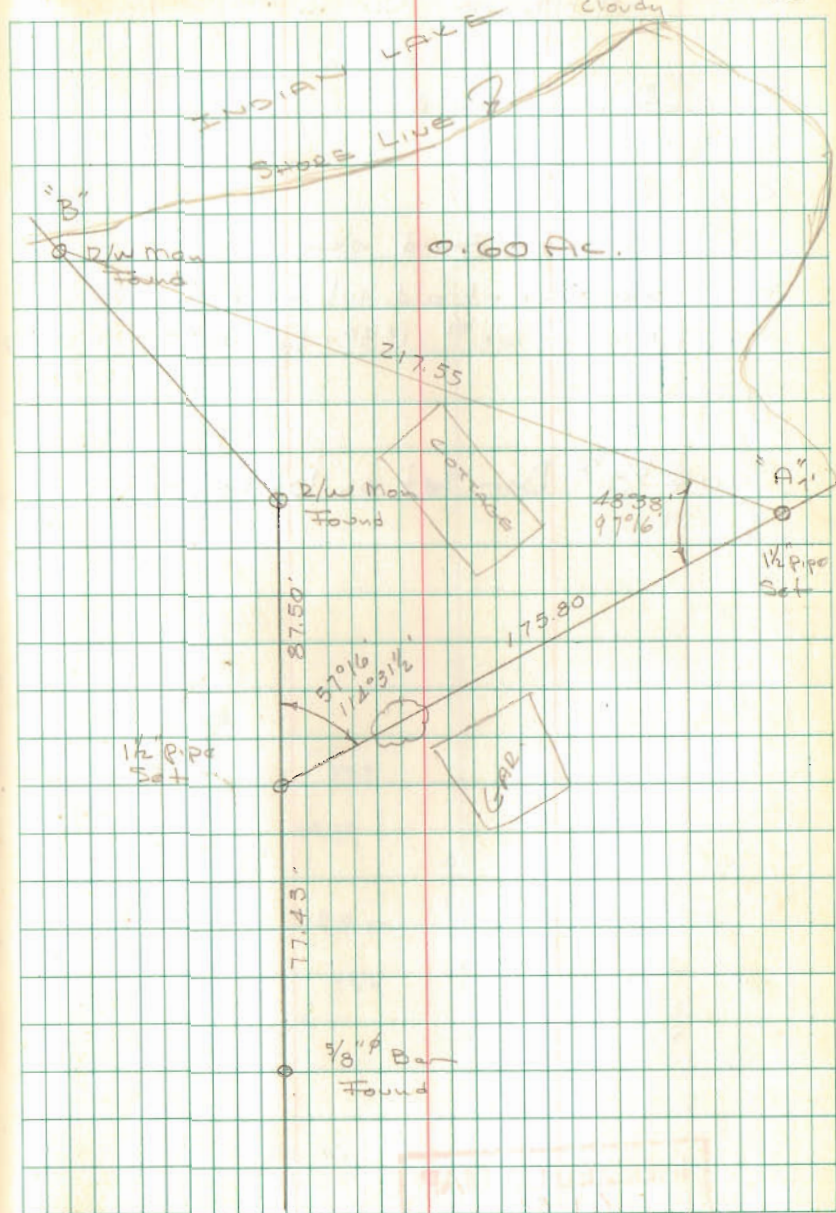 Cloudy
INDIAN LAKE
SHORE LINE
"B"
R/W Mon
Found
0.60 Ac.
217.55
COTTAGE
R/W Mon
Found
48°38'
97°16'
"A"
1½" pipe
Set
87.50'
175.80
57°16'
114°31½'
1½" pipe
Set
GAR.
77.43'
5/8"ø Bar
Found